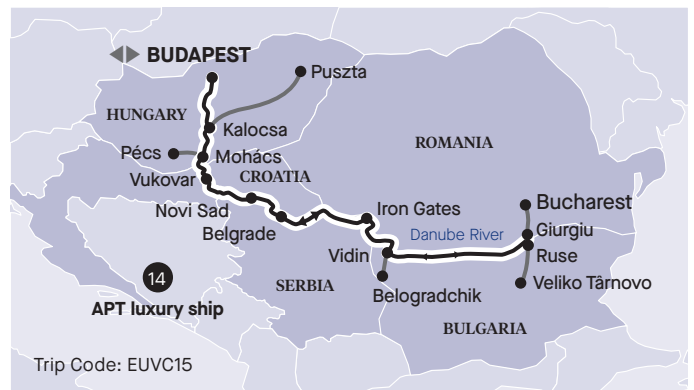 BUDAPEST
Puszta
HUNGARY
Kalocsa
ROMANIA
Pécs
Mohács
Vukovar
CROATIA
Novi Sad
Belgrade
Iron Gates
Bucharest
Danube River
Giurgiu
Ruse
Vidin
Veliko Târnovo
Belogradchik
SERBIA
BULGARIA
14
APT luxury ship
Trip Code: EUVC15